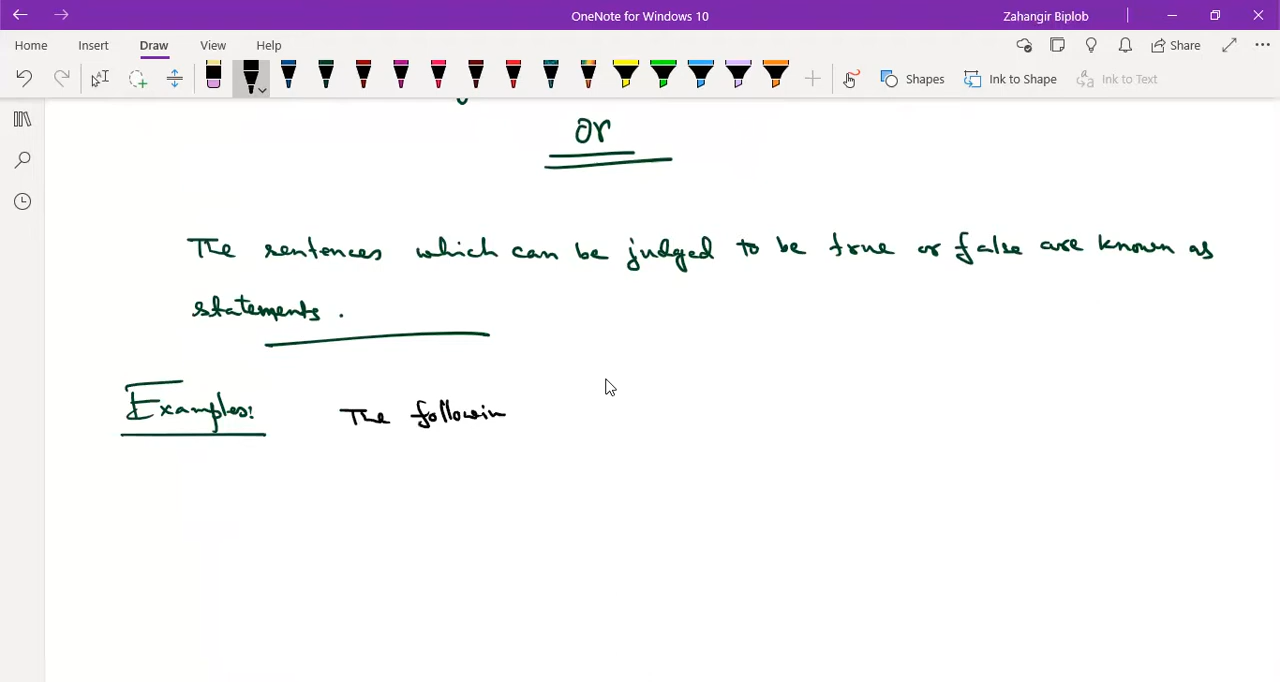 OneNote for Windows 10
Zahangir Biplob
Home Insert Draw View Help
Share
Shapes Ink to Shape Ink to Text
or
The sentences which can be judged to be true or false are known as
statements.
Examples: The followin